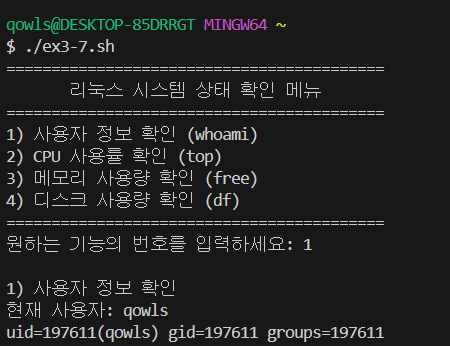 qowls@DESKTOP-85DRRGT MINGW64 ~
$ ./ex3-7.sh
==========================================
리눅스 시스템 상태 확인 메뉴
==========================================
1) 사용자 정보 확인 (whoami)
2) CPU 사용률 확인 (top)
3) 메모리 사용량 확인 (free)
4) 디스크 사용량 확인 (df)
==========================================
원하는 기능의 번호를 입력하세요: 1
1) 사용자 정보 확인
현재 사용자: qowls
uid=197611(qowls) gid=197611 groups=197611